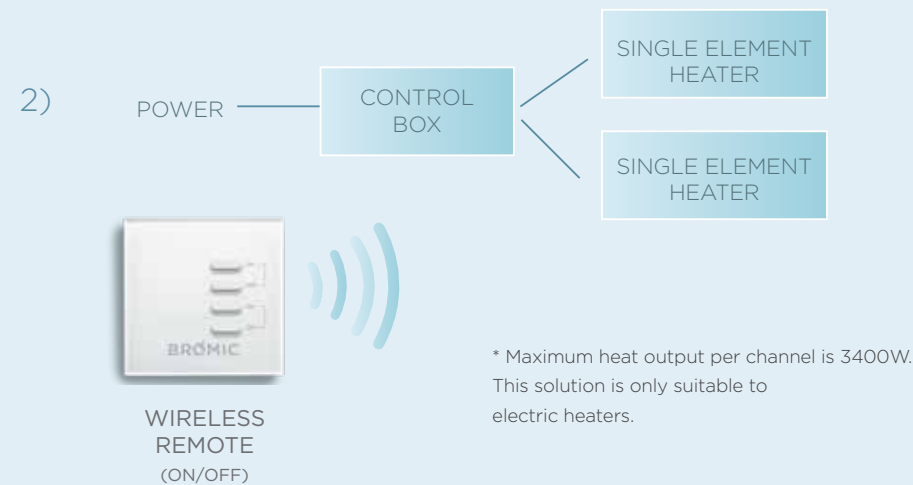 2)
POWER
CONTROL
BOX
SINGLE ELEMENT
HEATER
SINGLE ELEMENT
HEATER
BROMIC
WIRELESS
REMOTE
(ON/OFF)
* Maximum heat output per channel is 3400W.
This solution is only suitable to
electric heaters.